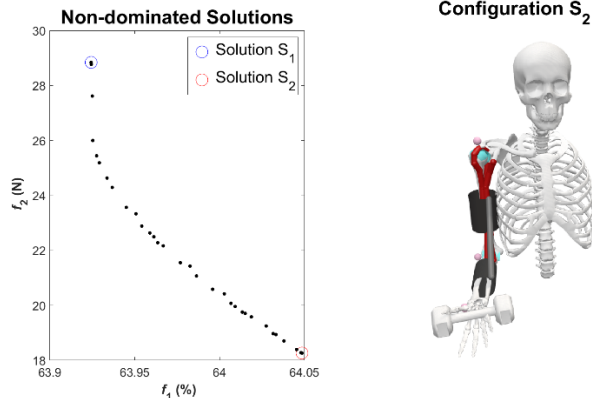 Non-dominated Solutions
Solution S1
Solution S2
f2 (N)
30
28
26
24
22
20
18
63.9
63.95
64
64.05
f1 (%)
Configuration S2